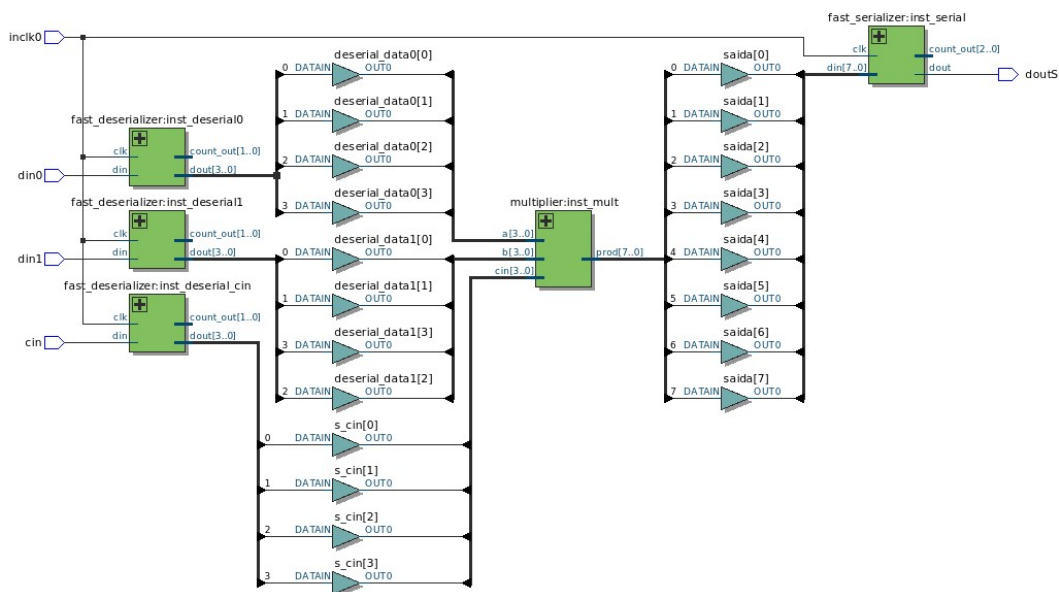 fast_serializer:inst_serial
inclk0
clk count_out[2..0]
din[7..0] dout
doutS
deserial_data0[0]
0 DATAIN OUT0
deserial_data0[1]
1 DATAIN OUT0
deserial_data0[2]
2 DATAIN OUT0
deserial_data0[3]
3 DATAIN OUT0
fast_deserializer:inst_deserial0
clk count_out[1..0]
din0
din dout[3..0]
fast_deserializer:inst_deserial1
clk count_out[1..0]
din1
din dout[3..0]
fast_deserializer:inst_deserial_cin
clk count_out[1..0]
cin
din dout[3..0]
deserial_data1[0]
0 DATAIN OUT0
deserial_data1[1]
1 DATAIN OUT0
deserial_data1[3]
3 DATAIN OUT0
deserial_data1[2]
2 DATAIN OUT0
s_cin[0]
0 DATAIN OUT0
s_cin[1]
1 DATAIN OUT0
s_cin[2]
2 DATAIN OUT0
s_cin[3]
3 DATAIN OUT0
multiplier:inst_mult
a[3..0]
b[3..0] prod[7..0]
cin[3..0]
saida[0]
0 DATAIN OUT0
saida[1]
1 DATAIN OUT0
saida[2]
2 DATAIN OUT0
saida[3]
3 DATAIN OUT0
saida[4]
4 DATAIN OUT0
saida[5]
5 DATAIN OUT0
saida[6]
6 DATAIN OUT0
saida[7]
7 DATAIN OUT0